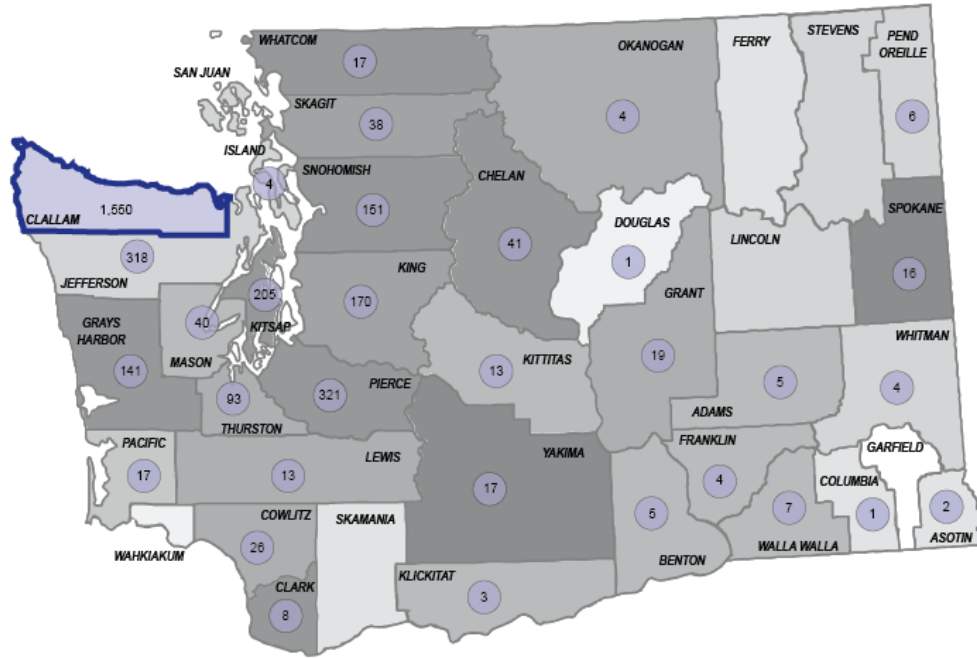 WHATCOM
17
SAN JUAN
SKAGIT
38
ISLAND
4
SNOHOMISH
151
CLALLAM
1,550
JEFFERSON
318
KITSAP
205
KING
170
CHELAN
41
OKANOGAN
4
FERRY
STEVENS
PEND
OREILLE
6
DOUGLAS
1
LINCOLN
SPOKANE
16
GRAYS
HARBOR
141
MASON
40
THURSTON
93
PIERCE
321
KITTITAS
13
GRANT
19
ADAMS
5
WHITMAN
4
PACIFIC
17
LEWIS
13
YAKIMA
17
FRANKLIN
4
BENTON
5
WALLA WALLA
7
COLUMBIA
1
GARFIELD
ASOTIN
2
WAHKIAKUM
COWLITZ
26
SKAMANIA
CLARK
8
KLICKITAT
3